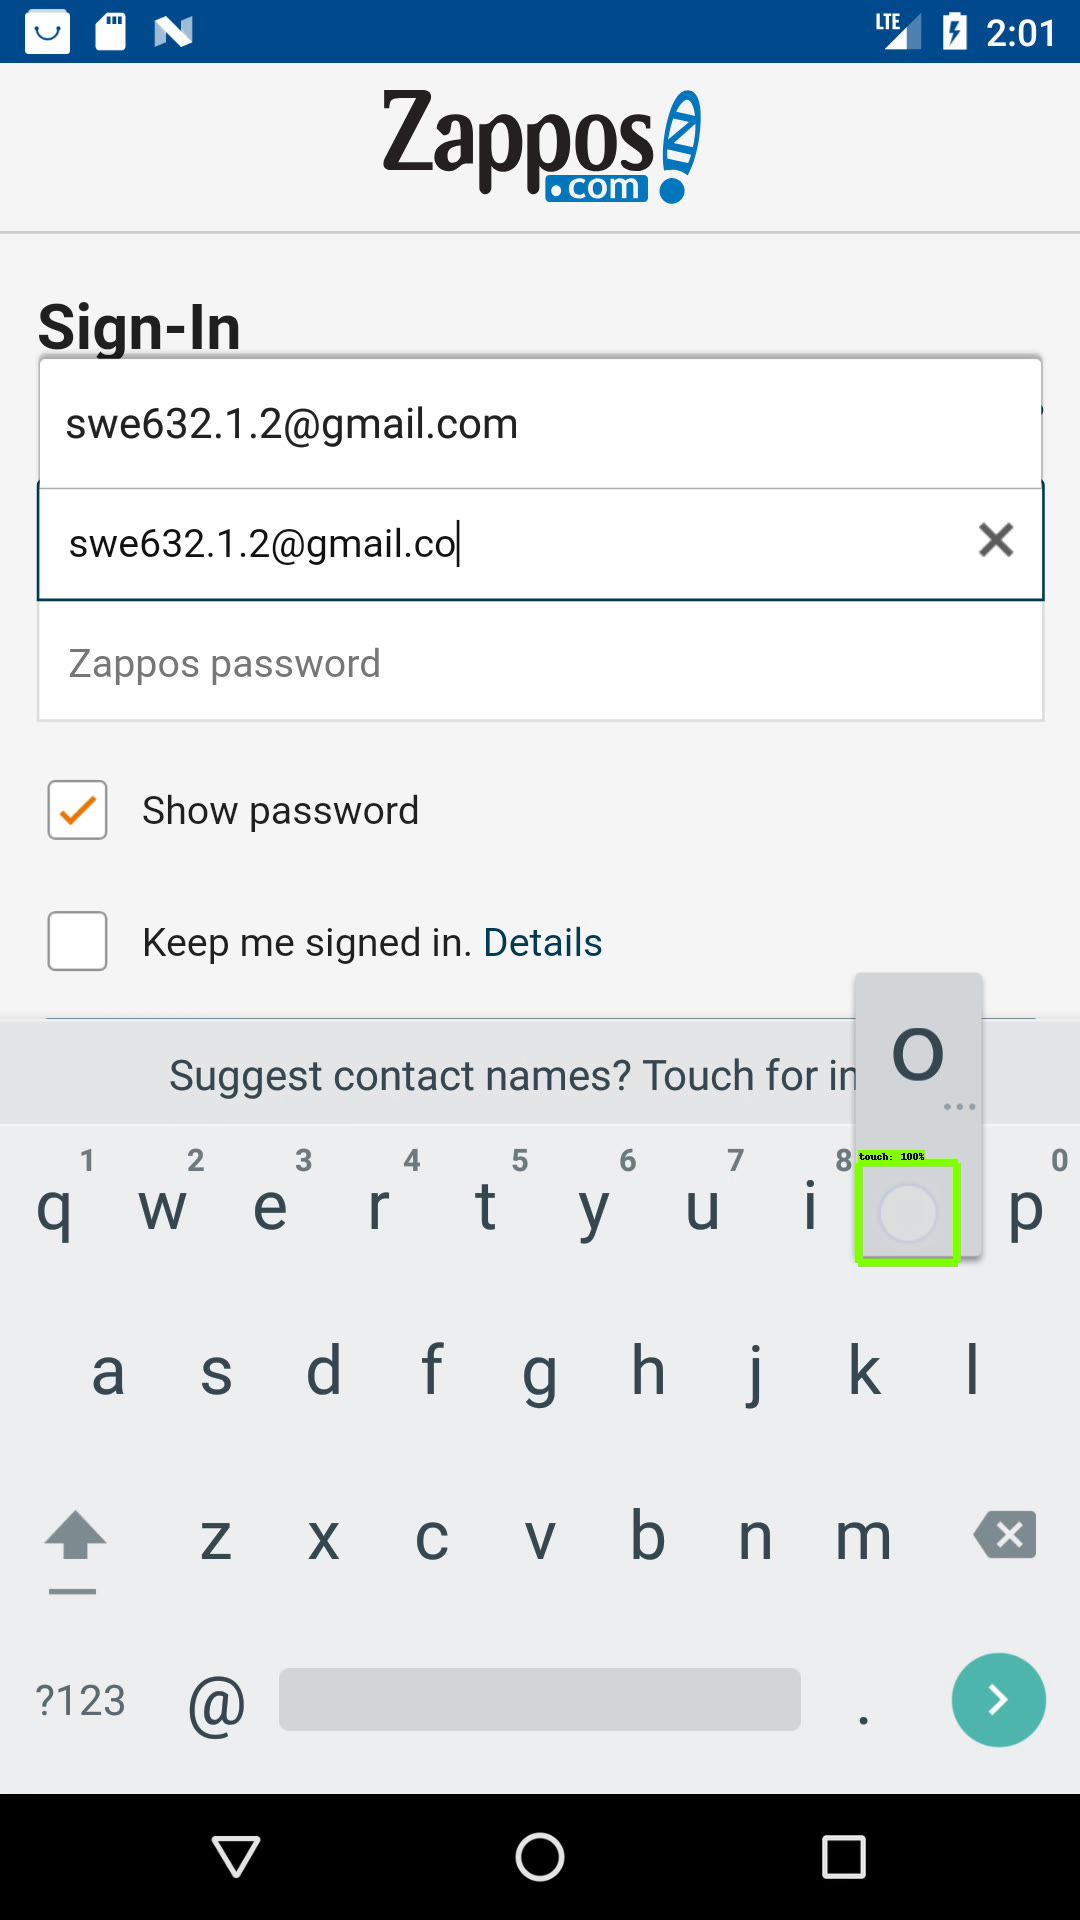 LTE 2:01
Zappos
.com
Sign-In
swe632.1.2@gmail.com
swe632.1.2@gmail.co
Zappos password
Show password
Keep me signed in. Details
o
Suggest contact names? Touch for in
1 2 3 4 5 6 7 8 0
touch: 100%
q w e r t y u i p
a s d f g h j k l
z x c v b n m
?123 @ .